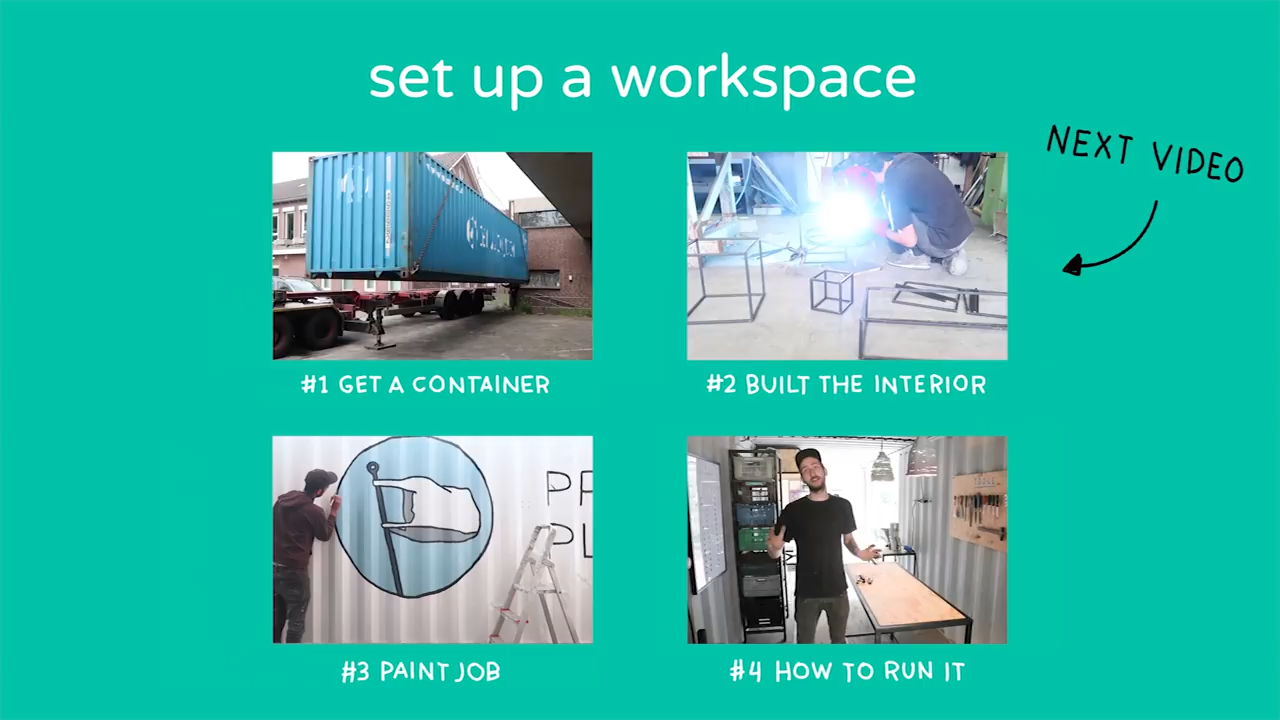 set up a workspace
NEXT VIDEO
#1 GET A CONTAINER
#2 BUILT THE INTERIOR
#3 PAINT JOB
#4 HOW TO RUN IT